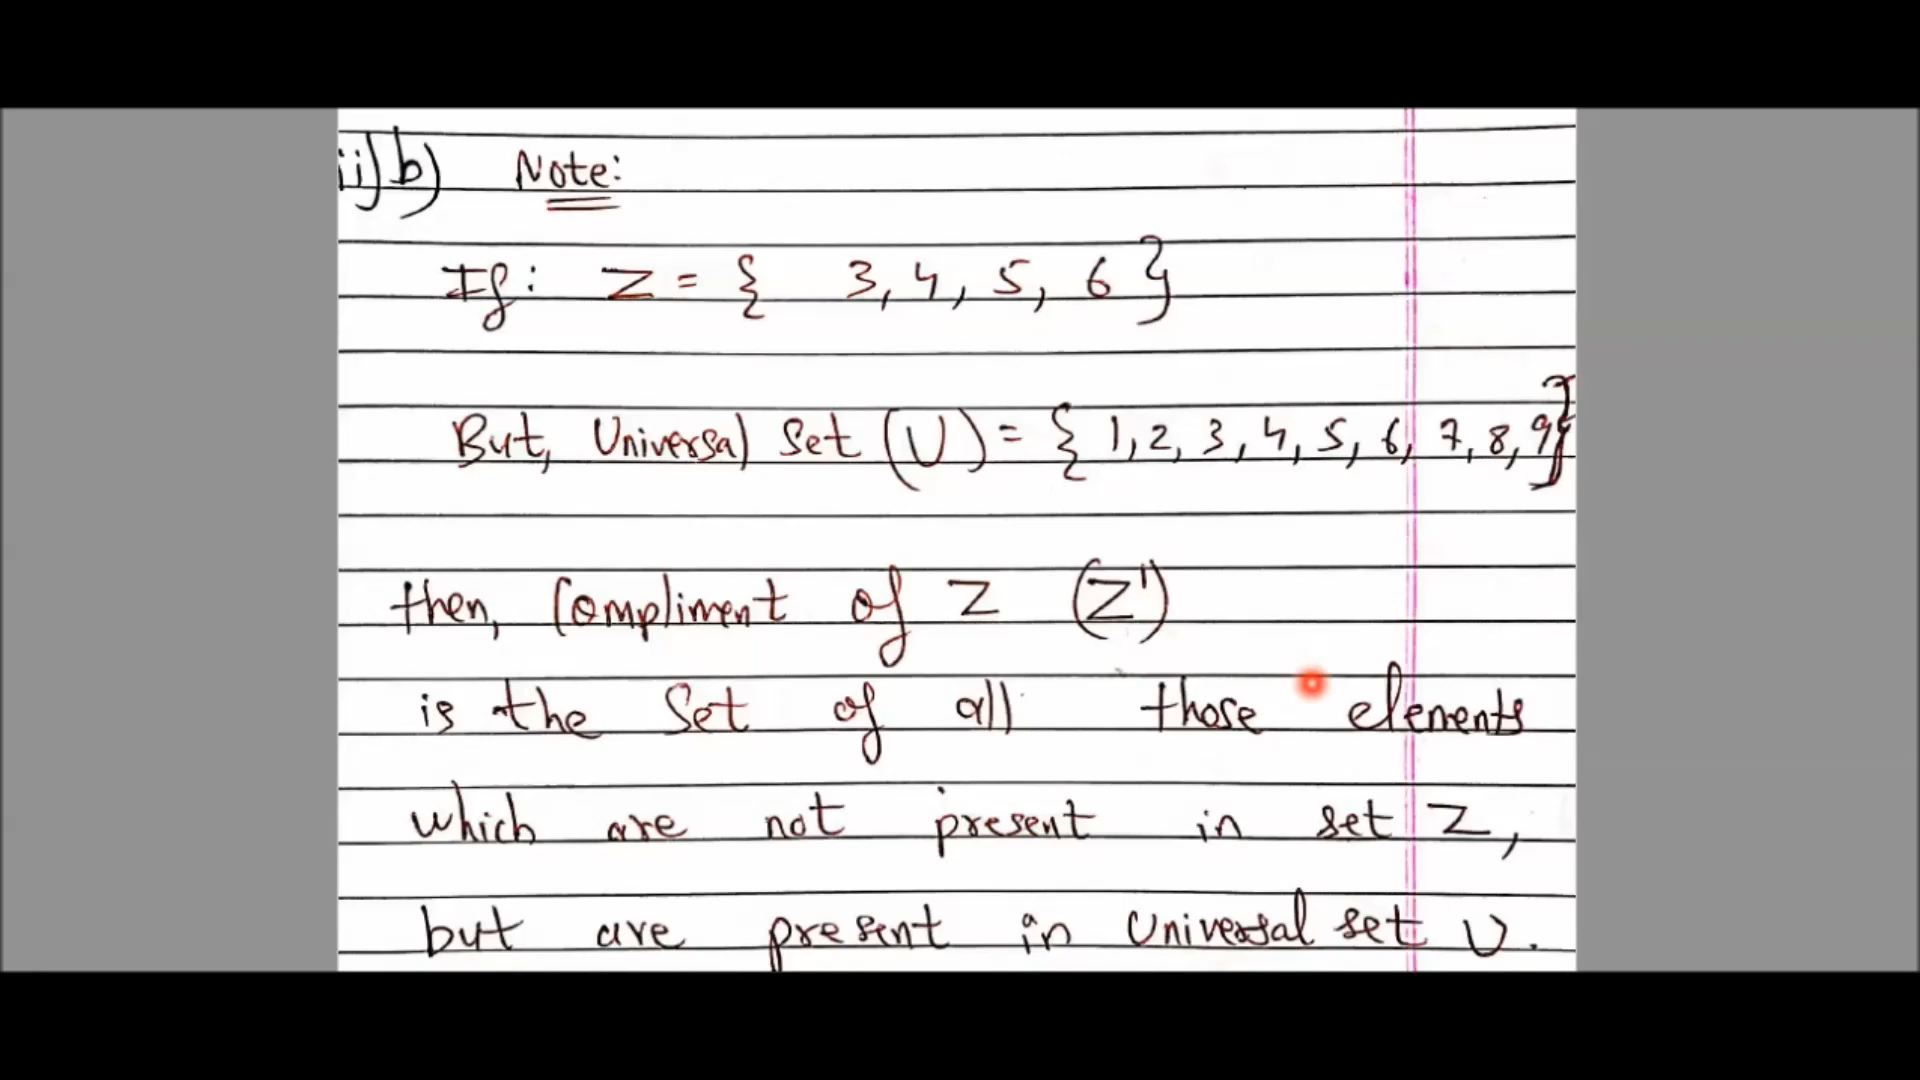 ii) b) Note:
If: Z = { 3, 4, 5, 6 }
But, Universal Set (U) = { 1, 2, 3, 4, 5, 6, 7, 8, 9}
then, Compliment of Z (Z')
is the Set of all those elements
which are not present in set Z,
but are present in Universal set U.